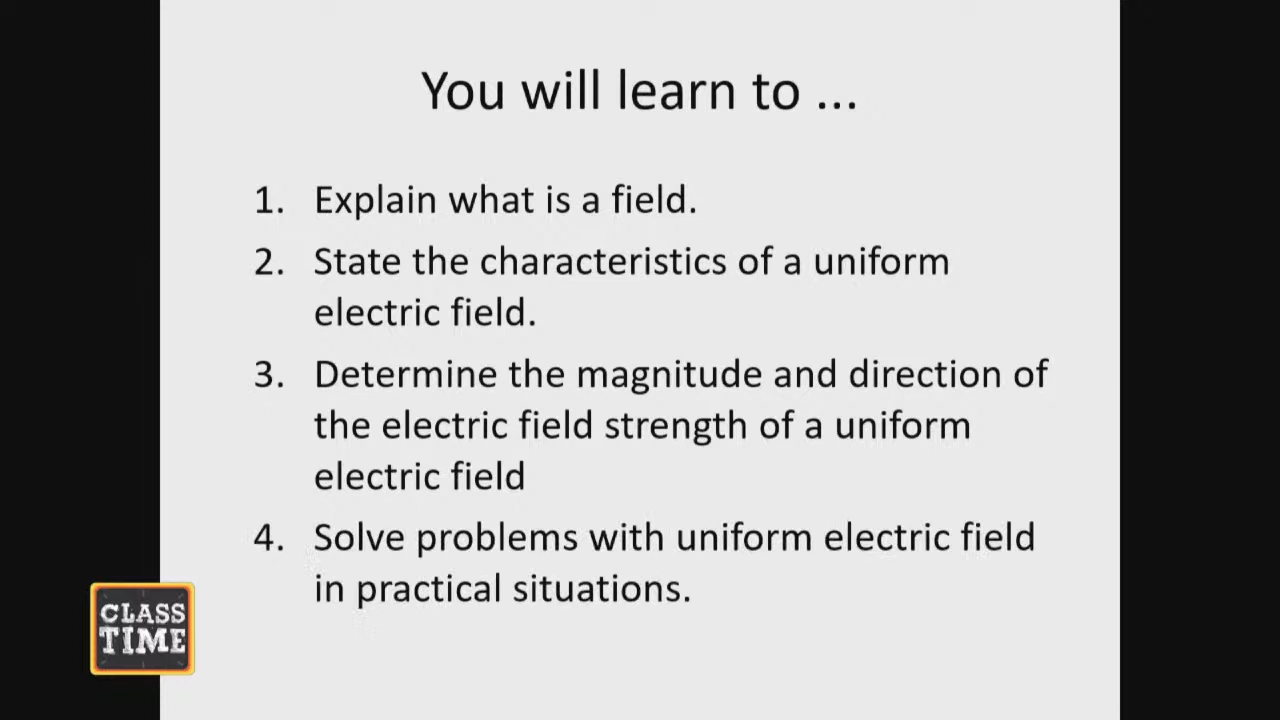 You will learn to ...
1. Explain what is a field.
2. State the characteristics of a uniform
electric field.
3. Determine the magnitude and direction of
the electric field strength of a uniform
electric field
4. Solve problems with uniform electric field
in practical situations.
CLASS
TIME